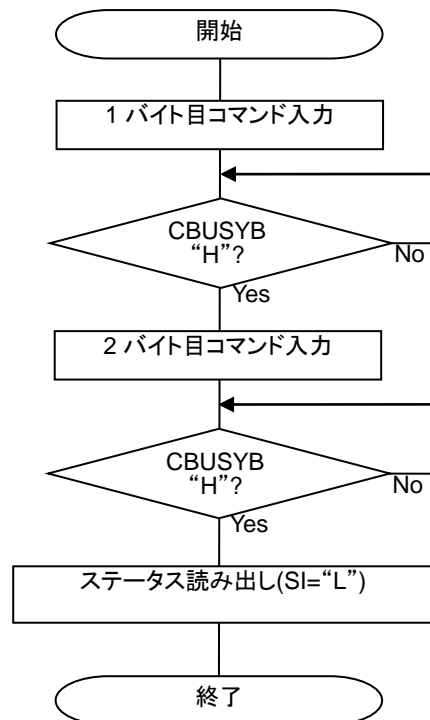 開始
1 バイト目コマンド入力
CBUSYB
“H”?
No
Yes
2 バイト目コマンド入力
CBUSYB
“H”?
No
Yes
ステータス読み出し(SI=“L”)
終了